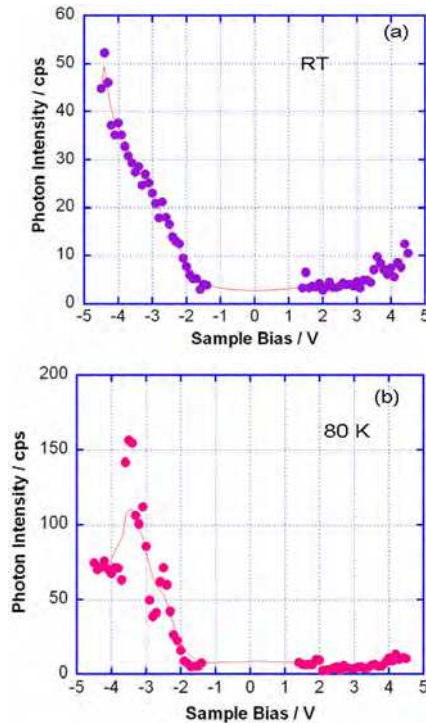 60
(a)
50
RT
40
30
20
10
0
Photon Intensity / cps
-5 -4 -3 -2 -1 0 1 2 3 4 5
Sample Bias / V
200
(b)
80 K
150
100
50
0
Photon Intensity / cps
-5 -4 -3 -2 -1 0 1 2 3 4 5
Sample Bias / V